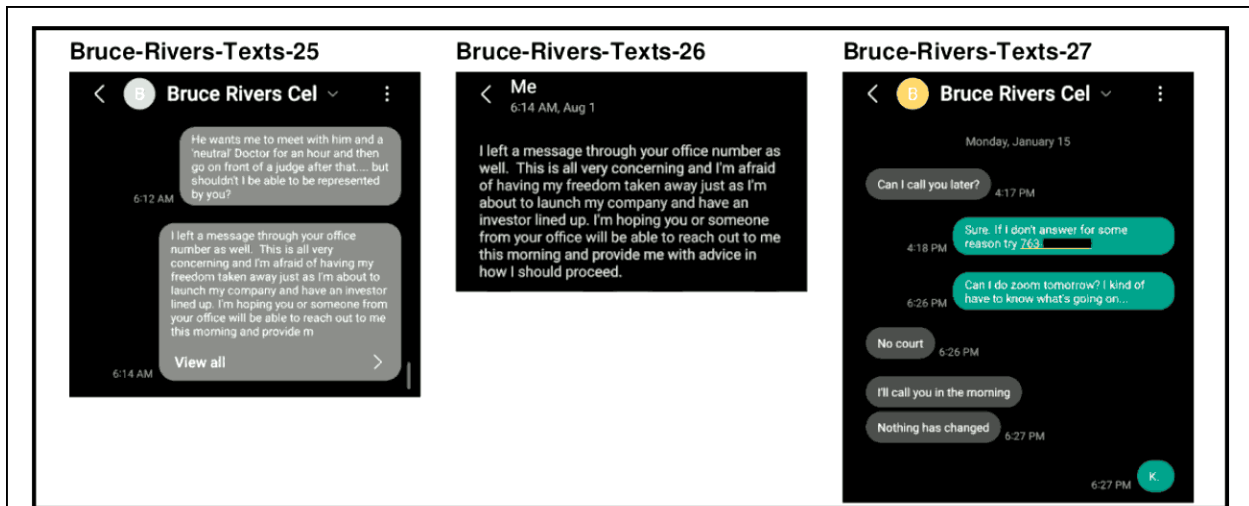 Bruce-Rivers-Texts-25
Bruce Rivers Cel
He wants me to meet with him and a
'neutral' Doctor for an hour and then
go on front of a judge after that.... but
shouldn't I be able to be represented
by you?
6:12 AM
I left a message through your office
number as well. This is all very
concerning and I'm afraid of having my
freedom taken away just as I'm about to
launch my company and have an investor
lined up. I'm hoping you or someone from
your office will be able to reach out to me
this morning and provide m
View all
6:14 AM
Bruce-Rivers-Texts-26
Me
6:14 AM, Aug 1
I left a message through your office number as
well. This is all very concerning and I'm afraid
of having my freedom taken away just as I'm
about to launch my company and have an
investor lined up. I'm hoping you or someone
from your office will be able to reach out to me
this morning and provide me with advice in
how I should proceed.
Bruce-Rivers-Texts-27
B
Bruce Rivers Cel
Monday, January 15
Can I call you later?
4:17 PM
Sure. If I don't answer for some
reason try 763-
4:18 PM
Can I do zoom tomorrow? I kind of
have to know what's going on...
6:26 PM
No court
6:26 PM
I'll call you in the morning
Nothing has changed
6:27 PM
K.
6:27 PM